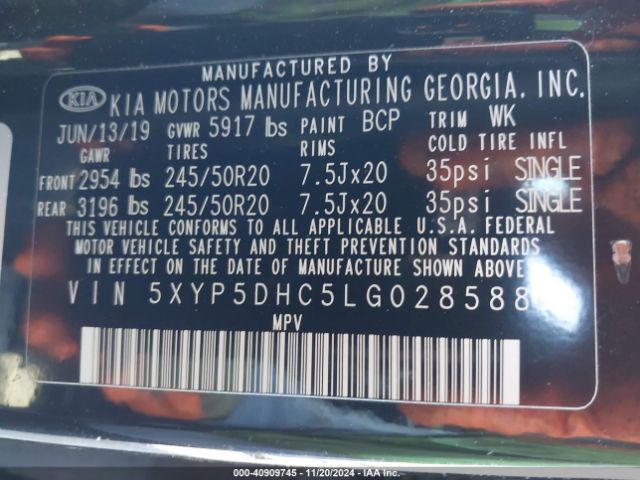 MANUFACTURED BY
KIA KIA MOTORS MANUFACTURING GEORGIA, INC.
JUN/13/19 GVWR 5917 lbs PAINT BCP TRIM WK
GAWR TIRES RIMS COLD TIRE INFL
FRONT 2954 lbs 245/50R20 7.5Jx20 35psi SINGLE
REAR 3196 lbs 245/50R20 7.5Jx20 35psi SINGLE
THIS VEHICLE CONFORMS TO ALL APPLICABLE U.S.A. FEDERAL
MOTOR VEHICLE SAFETY AND THEFT PREVENTION STANDARDS
IN EFFECT ON THE DATE OF MANUFACTURE SHOWN ABOVE
VIN 5XYP5DHC5LG028588
MPV
000-40909745 - 11/20/2024 - IAA Inc.